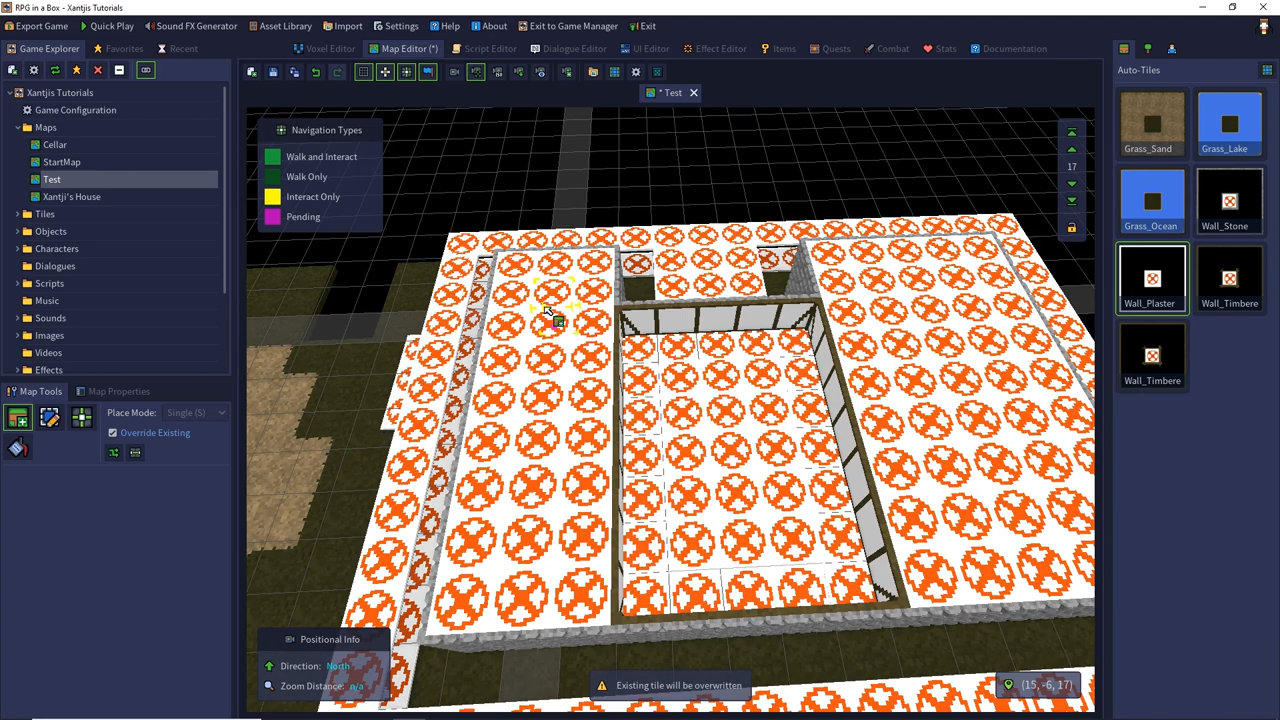 RPG in a Box - Xantjis Tutorials
Export Game
Quick Play
Sound FX Generator
Asset Library
Import
Settings
Help
About
Exit to Game Manager
Exit
Game Explorer
Favorites
Recent
Voxel Editor
Map Editor (*)
Script Editor
Dialogue Editor
UI Editor
Effect Editor
Items
Quests
Combat
Stats
Documentation
* Test
Xantjis Tutorials
Game Configuration
Maps
Cellar
StartMap
Test
Xantji's House
Tiles
Objects
Characters
Dialogues
Scripts
Items
Music
Sounds
Images
Videos
Effects
Map Tools
Map Properties
Place Mode:
Single (S)
Override Existing
Navigation Types
Walk and Interact
Walk Only
Interact Only
Pending
17
Positional Info
Direction: North
Zoom Distance: n/a
Existing tile will be overwritten
(15, -6, 17)
Auto-Tiles
Grass_Sand
Grass_Lake
Grass_Ocean
Wall_Stone
Wall_Plaster
Wall_Timbere
Wall_Timbere